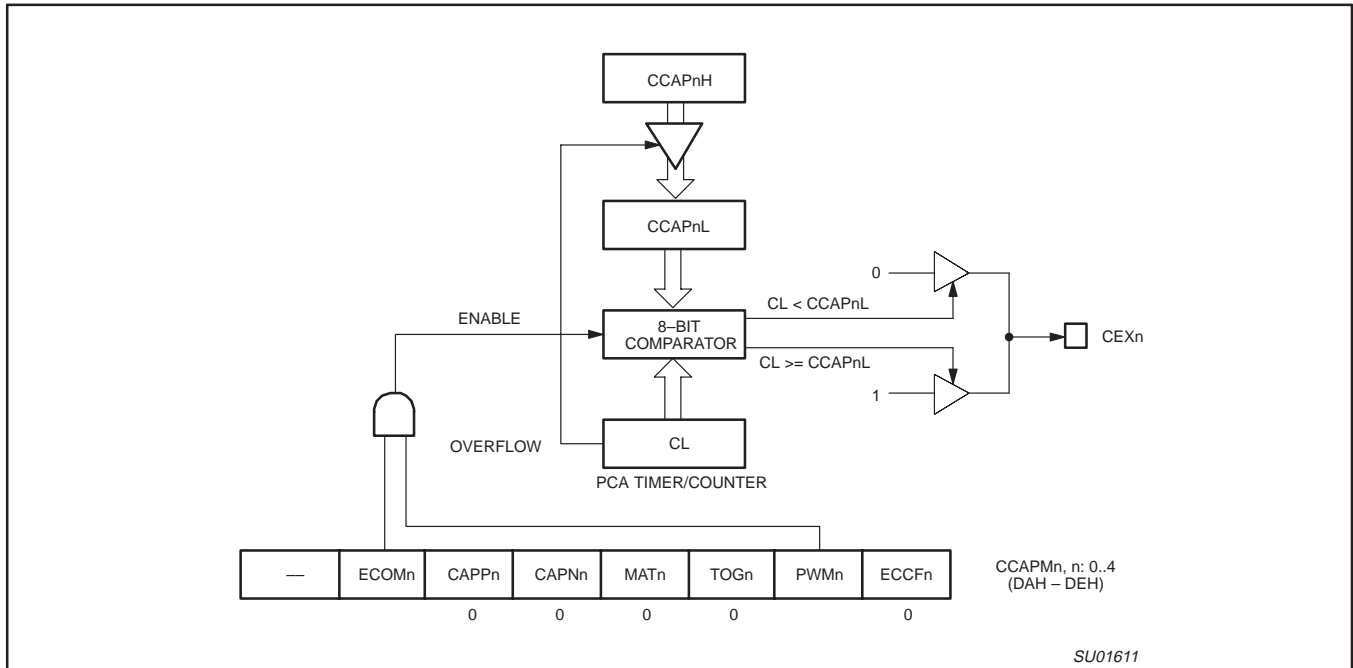 CCAPnH
CCAPnL
0
CL < CCAPnL
ENABLE
8–BIT
COMPARATOR
CEXn
CL >= CCAPnL
1
OVERFLOW
CL
PCA TIMER/COUNTER
— ECOMn CAPPn CAPNn MATn TOGn PWMn ECCFn
CCAPMn, n: 0..4
(DAH – DEH)
0 0 0 0 0
SU01611